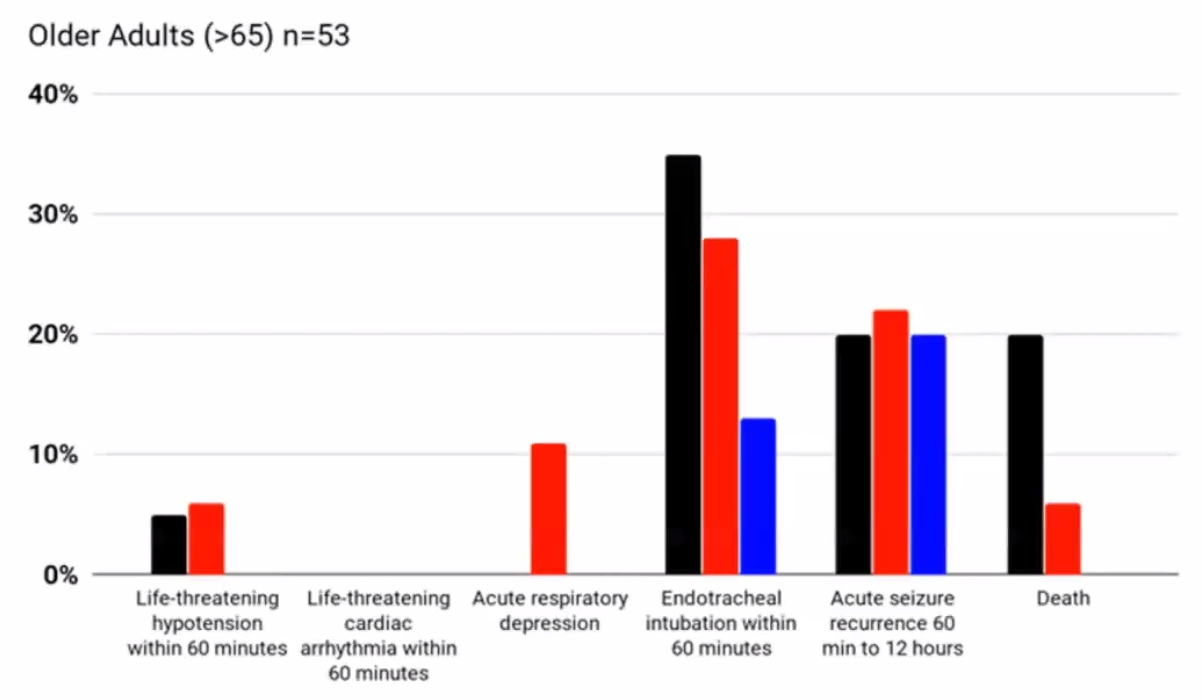 Older Adults (>65) n=53
40%
30%
20%
10%
0%
Life-threatening
hypotension
within 60 minutes
Life-threatening
cardiac
arrhythmia within
60 minutes
Acute respiratory
depression
Endotracheal
intubation within
60 minutes
Acute seizure
recurrence 60
min to 12 hours
Death